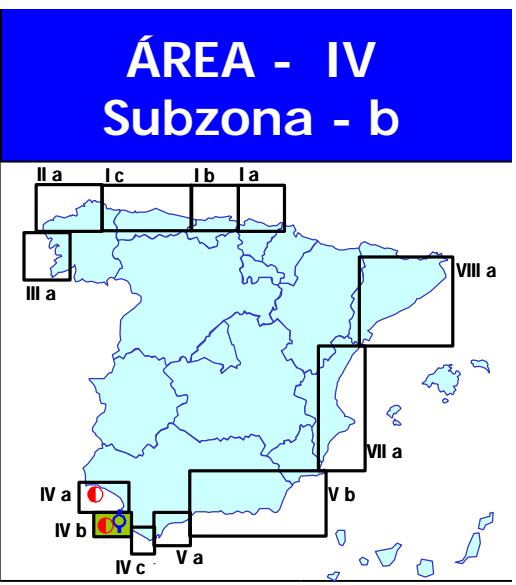 ÁREA - IV
Subzona - b
II a
I c
I b
I a
III a
VIII a
VII a
IV a
V b
IV b
V a
IV c